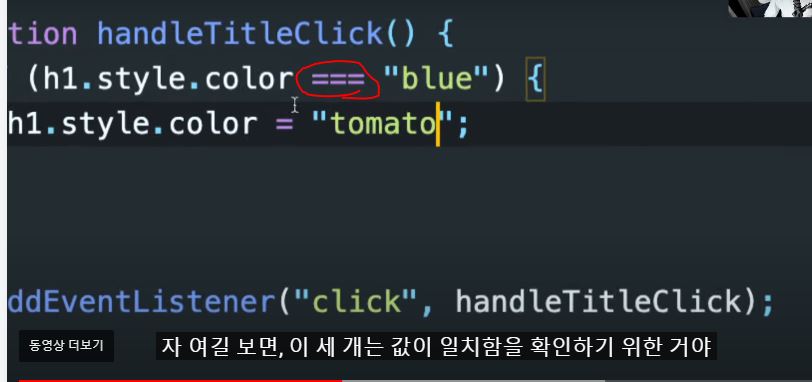 tion handleTitleClick() {
(h1.style.color === "blue") {
h1.style.color = "tomato";
ddEventListener("click", handleTitleClick);
동영상 더보기
자 여길 보면, 이 세 개는 값이 일치함을 확인하기 위한 거야